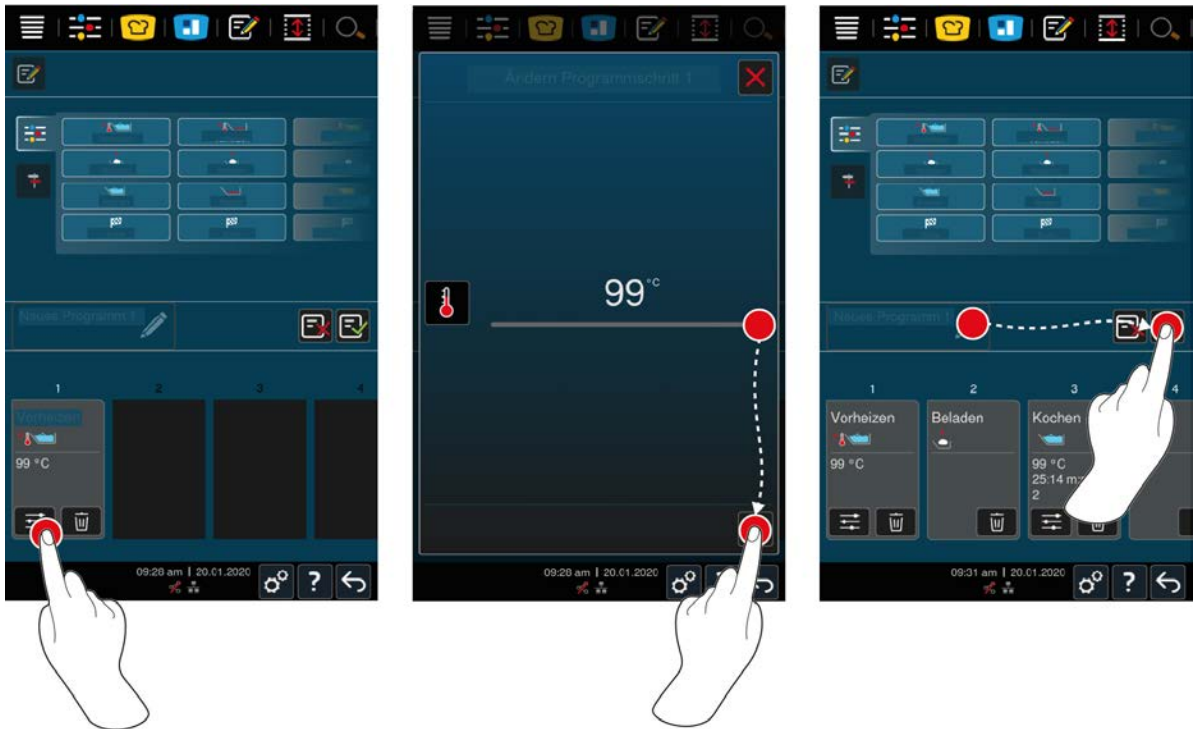 Neues Programm 1
1
2
3
4
Vorheizen
99 °C
09:28 am | 20.01.2020
?
Ändern Programmschritt 1
99 °C
09:28 am | 20.01.2020
Neues Programm 1
1
2
3
4
Vorheizen
Beladen
Kochen
99 °C
99 °C
25:14
2
09:31 am | 20.01.2020
?